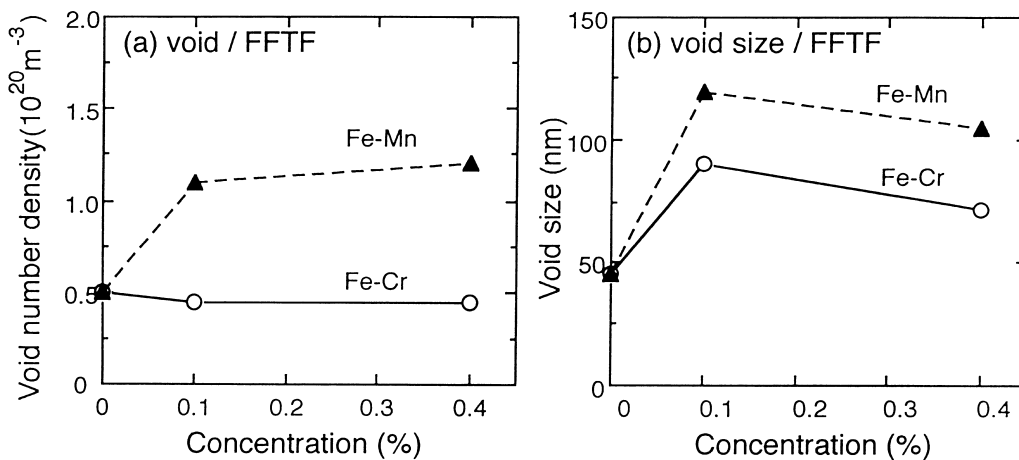 (a) void / FFTF
Void number density(10^20 m^-3)
2.0
1.5
1.0
0.5
0
Fe-Mn
Fe-Cr
0 0.1 0.2 0.3 0.4
Concentration (%)
(b) void size / FFTF
Void size (nm)
150
100
50
0
Fe-Mn
Fe-Cr
0 0.1 0.2 0.3 0.4
Concentration (%)